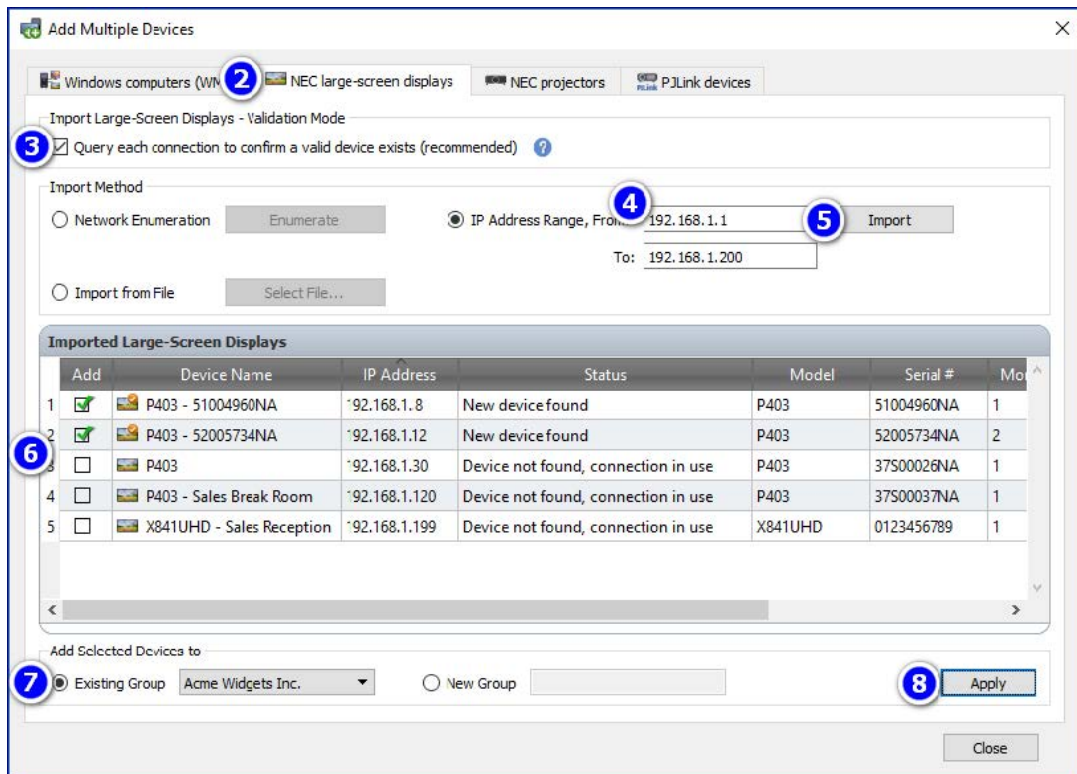 Add Multiple Devices
Windows computers (WM 2 NEC large-screen displays NEC projectors PJLink PJLink devices
Import Large-Screen Displays - Validation Mode
3 Query each connection to confirm a valid device exists (recommended) ?
Import Method
Network Enumeration Enumerate IP Address Range, From 4 192.168.1.1 5 Import
To: 192.168.1.200
Import from File Select File...
Imported Large-Screen Displays
Add Device Name IP Address Status Model Serial # Mor
1 P403 - 51004960NA 192.168.1.8 New device found P403 51004960NA 1
2 P403 - 52005734NA 192.168.1.12 New device found P403 52005734NA 2
6
3 P403 192.168.1.30 Device not found, connection in use P403 37S00026NA 1
4 P403 - Sales Break Room 192.168.1.120 Device not found, connection in use P403 37S00037NA 1
5 X841UHD - Sales Reception 192.168.1.199 Device not found, connection in use X841UHD 0123456789 1
Add Selected Devices to
7 Existing Group Acme Widgets Inc. New Group 8 Apply
Close